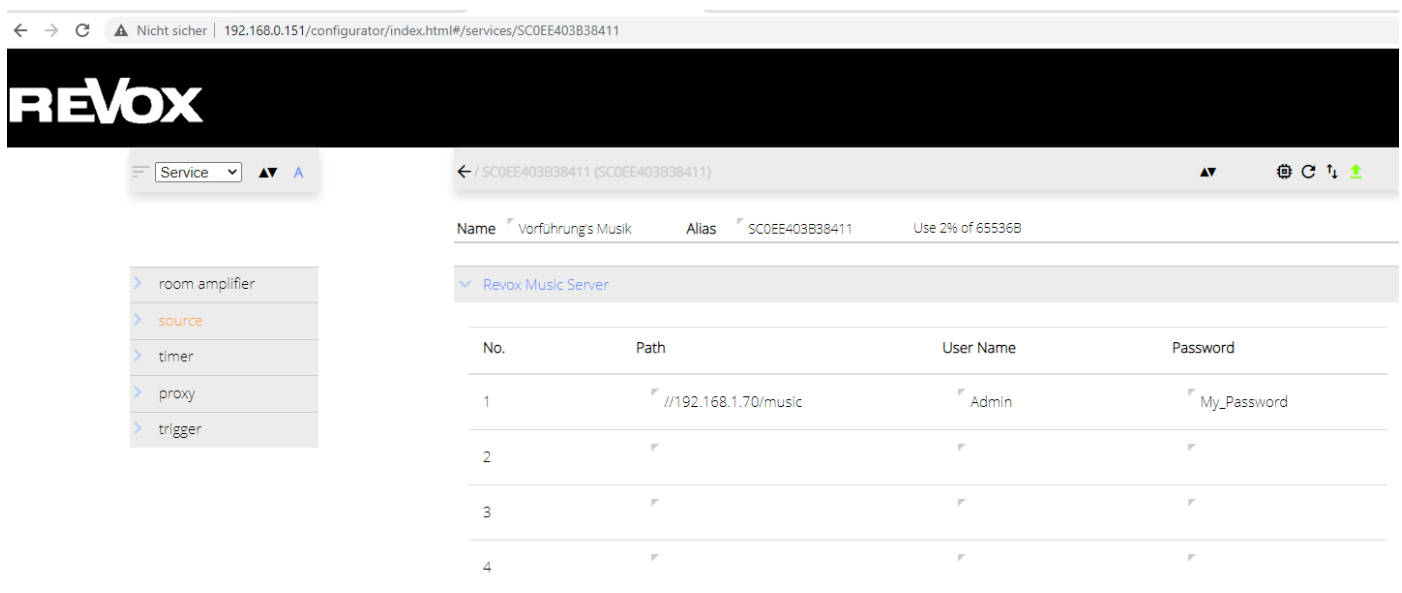 Nicht sicher 192.168.0.151/configurator/index.html#/services/SC0EE403B38411
REVOX
Service A
/ SC0EE403B38411 (SC0EE403B38411)
Name Vorführung's Musik Alias SC0EE403B38411 Use 2% of 65536B
room amplifier
source
timer
proxy
trigger
Revox Music Server
No. Path User Name Password
1 //192.168.1.70/music Admin My_Password
2
3
4